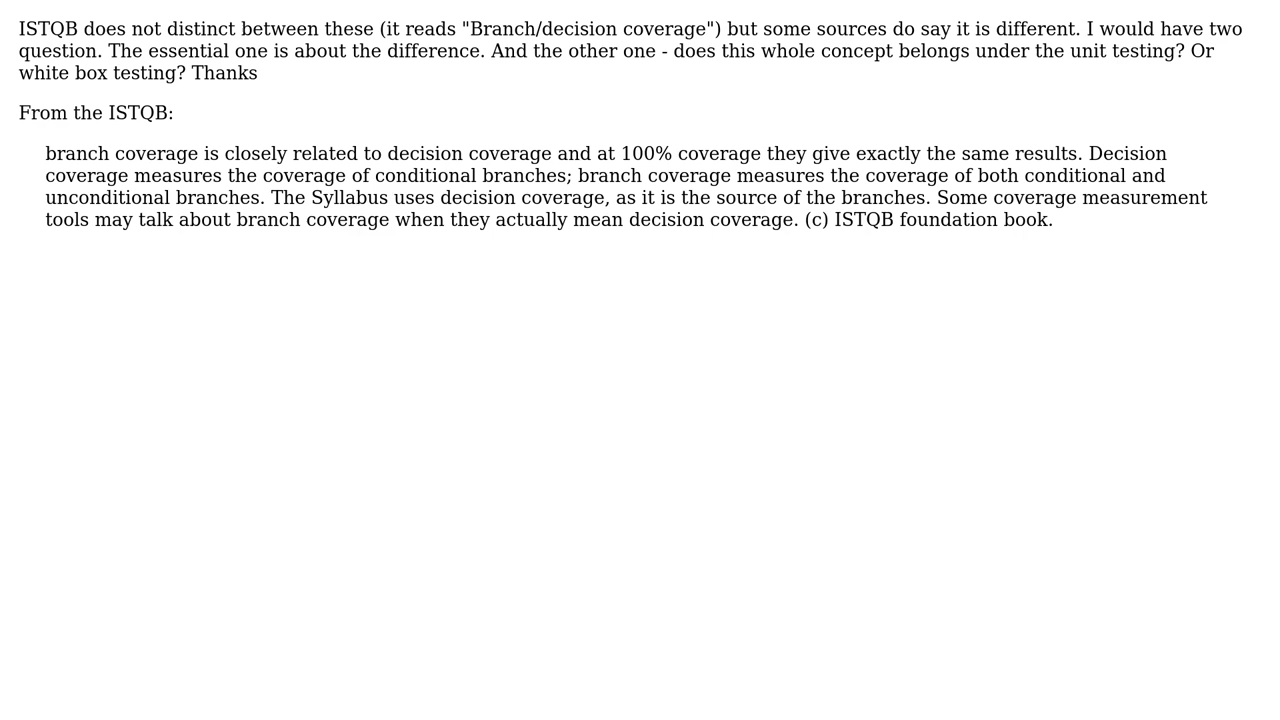 ISTQB does not distinct between these (it reads "Branch/decision coverage") but some sources do say it is different. I would have two
question. The essential one is about the difference. And the other one - does this whole concept belongs under the unit testing? Or
white box testing? Thanks
From the ISTQB:
branch coverage is closely related to decision coverage and at 100% coverage they give exactly the same results. Decision
coverage measures the coverage of conditional branches; branch coverage measures the coverage of both conditional and
unconditional branches. The Syllabus uses decision coverage, as it is the source of the branches. Some coverage measurement
tools may talk about branch coverage when they actually mean decision coverage. (c) ISTQB foundation book.